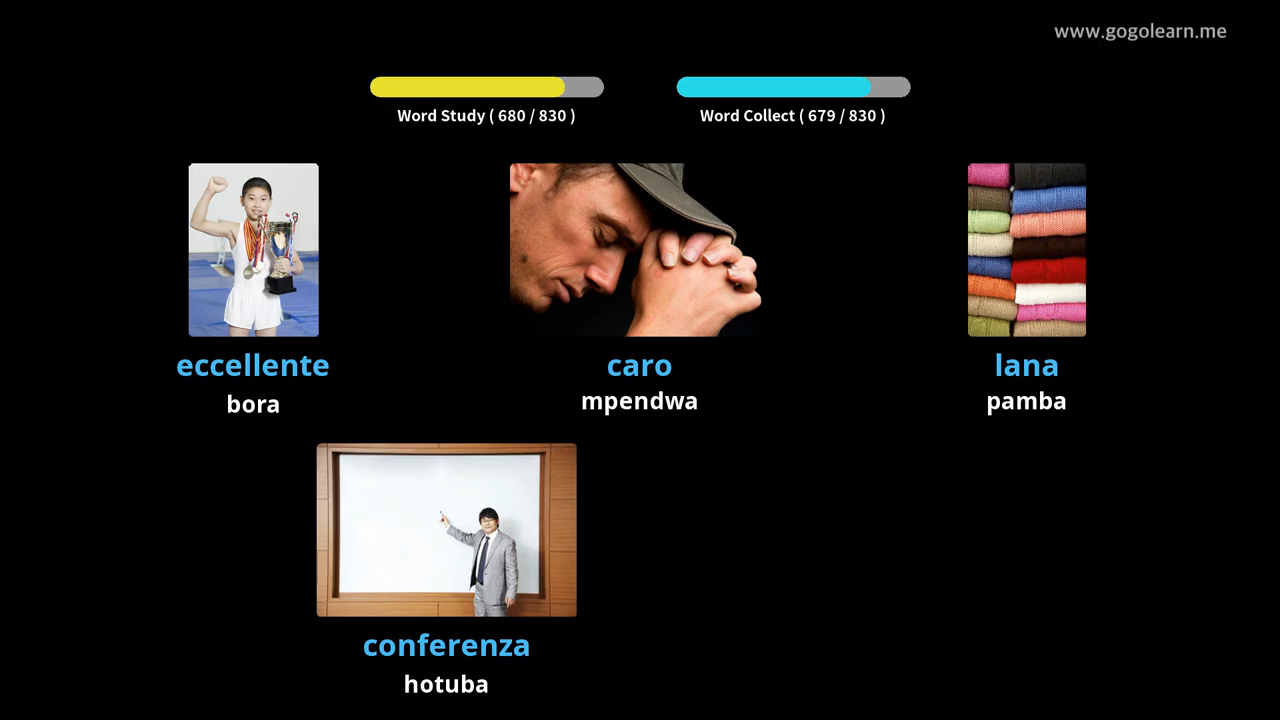 www.gogolearn.me
Word Study ( 680 / 830 )
Word Collect ( 679 / 830 )
eccellente
bora
caro
mpendwa
lana
pamba
conferenza
hotuba